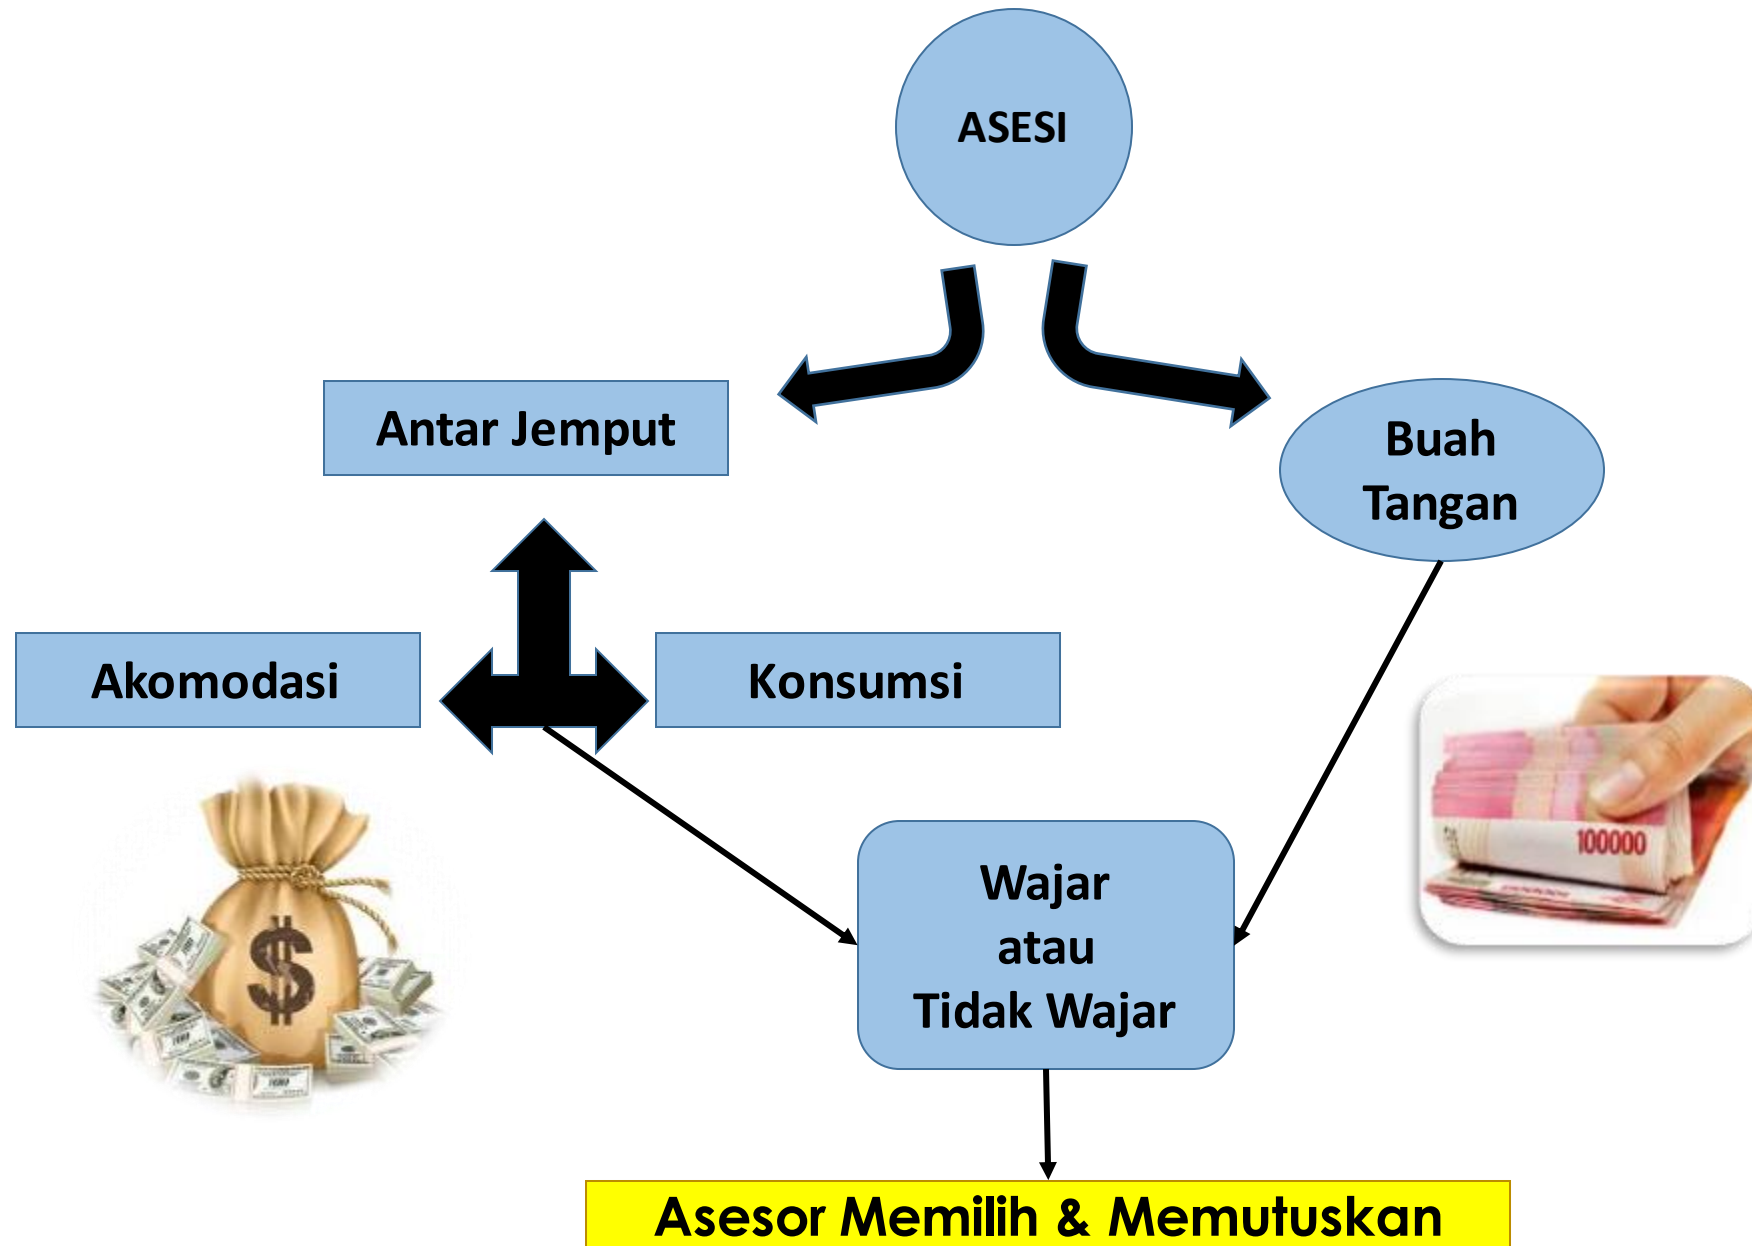 ASESI
Antar Jemput
Buah
Tangan
Akomodasi
Konsumsi
$
100000
Wajar
atau
Tidak Wajar
Asesor Memilih & Memutuskan